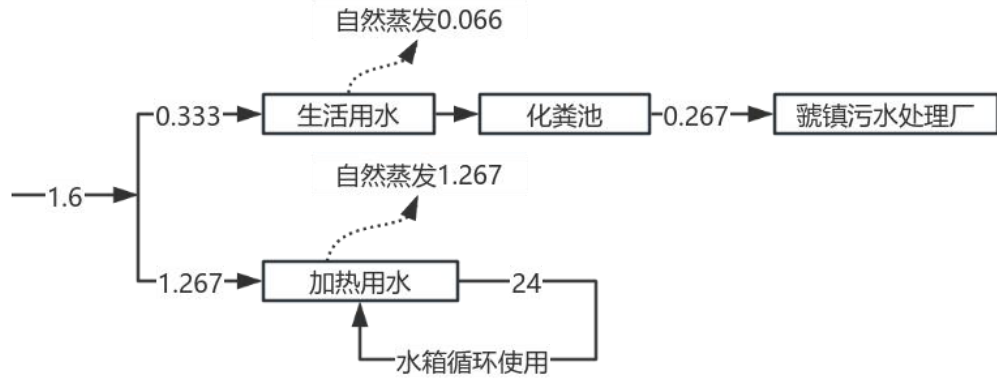 自然蒸发0.066
0.333
生活用水
化粪池
0.267
虢镇污水处理厂
1.6
自然蒸发1.267
1.267
加热用水
24
水箱循环使用